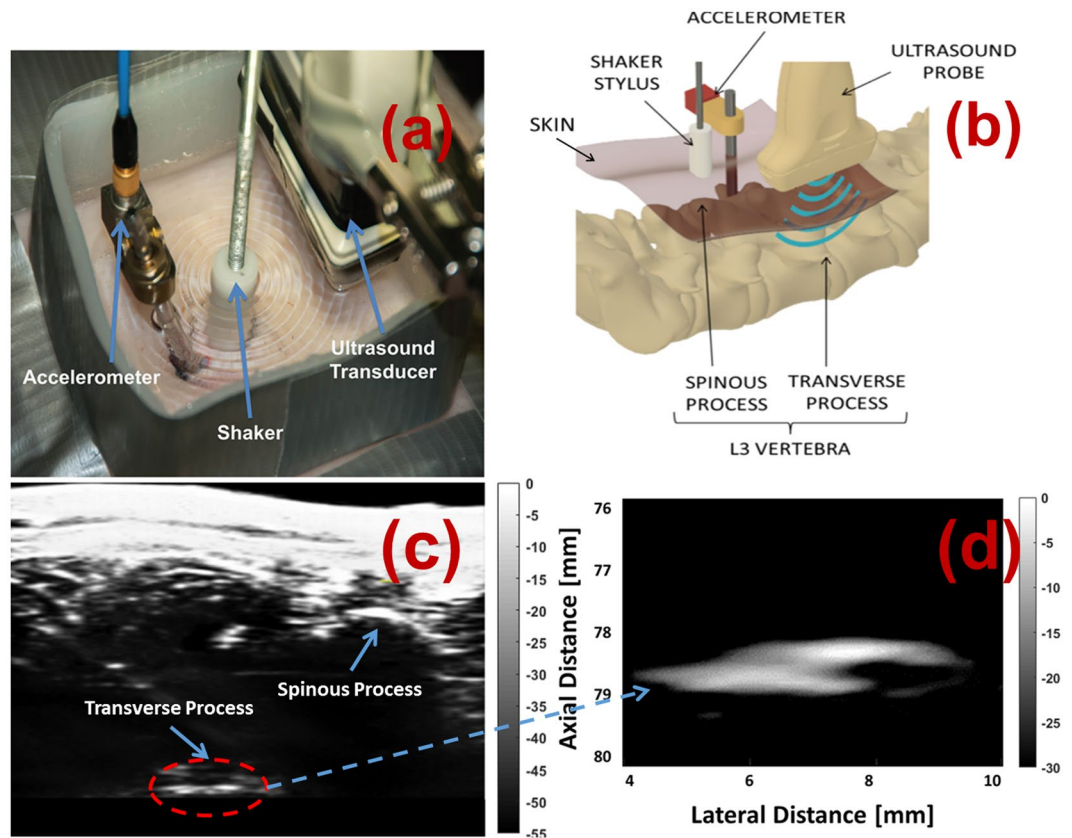 (a)
Accelerometer
Ultrasound
Transducer
Shaker
ACCELEROMETER
SHAKER
STYLUS
ULTRASOUND
PROBE
SKIN
(b)
SPINOUS
PROCESS
TRANSVERSE
PROCESS
L3 VERTEBRA
(c)
Spinous Process
Transverse Process
0
-5
-10
-15
-20
-25
-30
-35
-40
-45
-50
-55
(d)
Axial Distance [mm]
76
77
78
79
80
4
6
8
10
Lateral Distance [mm]
0
-5
-10
-15
-20
-25
-30